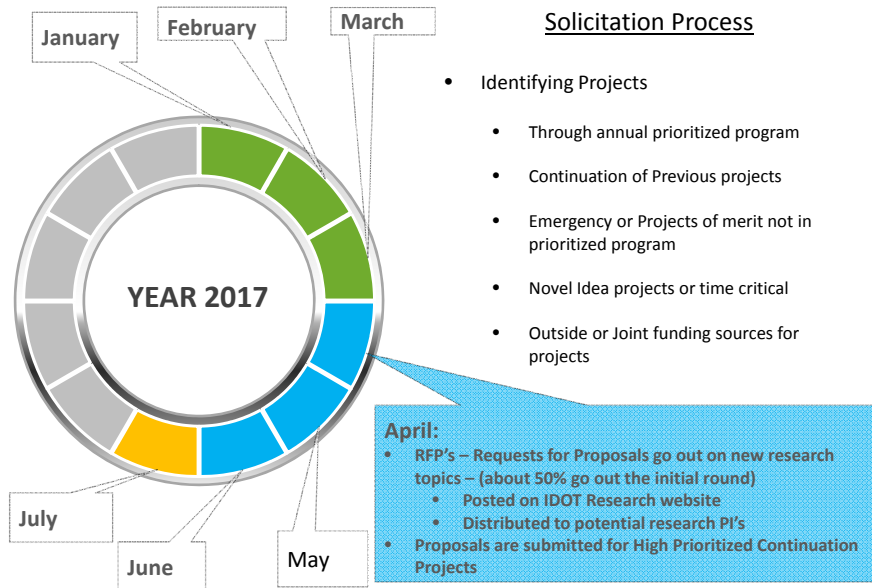 January
February
March
Solicitation Process
• Identifying Projects
• Through annual prioritized program
• Continuation of Previous projects
• Emergency or Projects of merit not in
prioritized program
• Novel Idea projects or time critical
• Outside or Joint funding sources for
projects
YEAR 2017
April:
• RFP's – Requests for Proposals go out on new research
topics – (about 50% go out the initial round)
• Posted on IDOT Research website
• Distributed to potential research PI's
• Proposals are submitted for High Prioritized Continuation
Projects
July
June
May